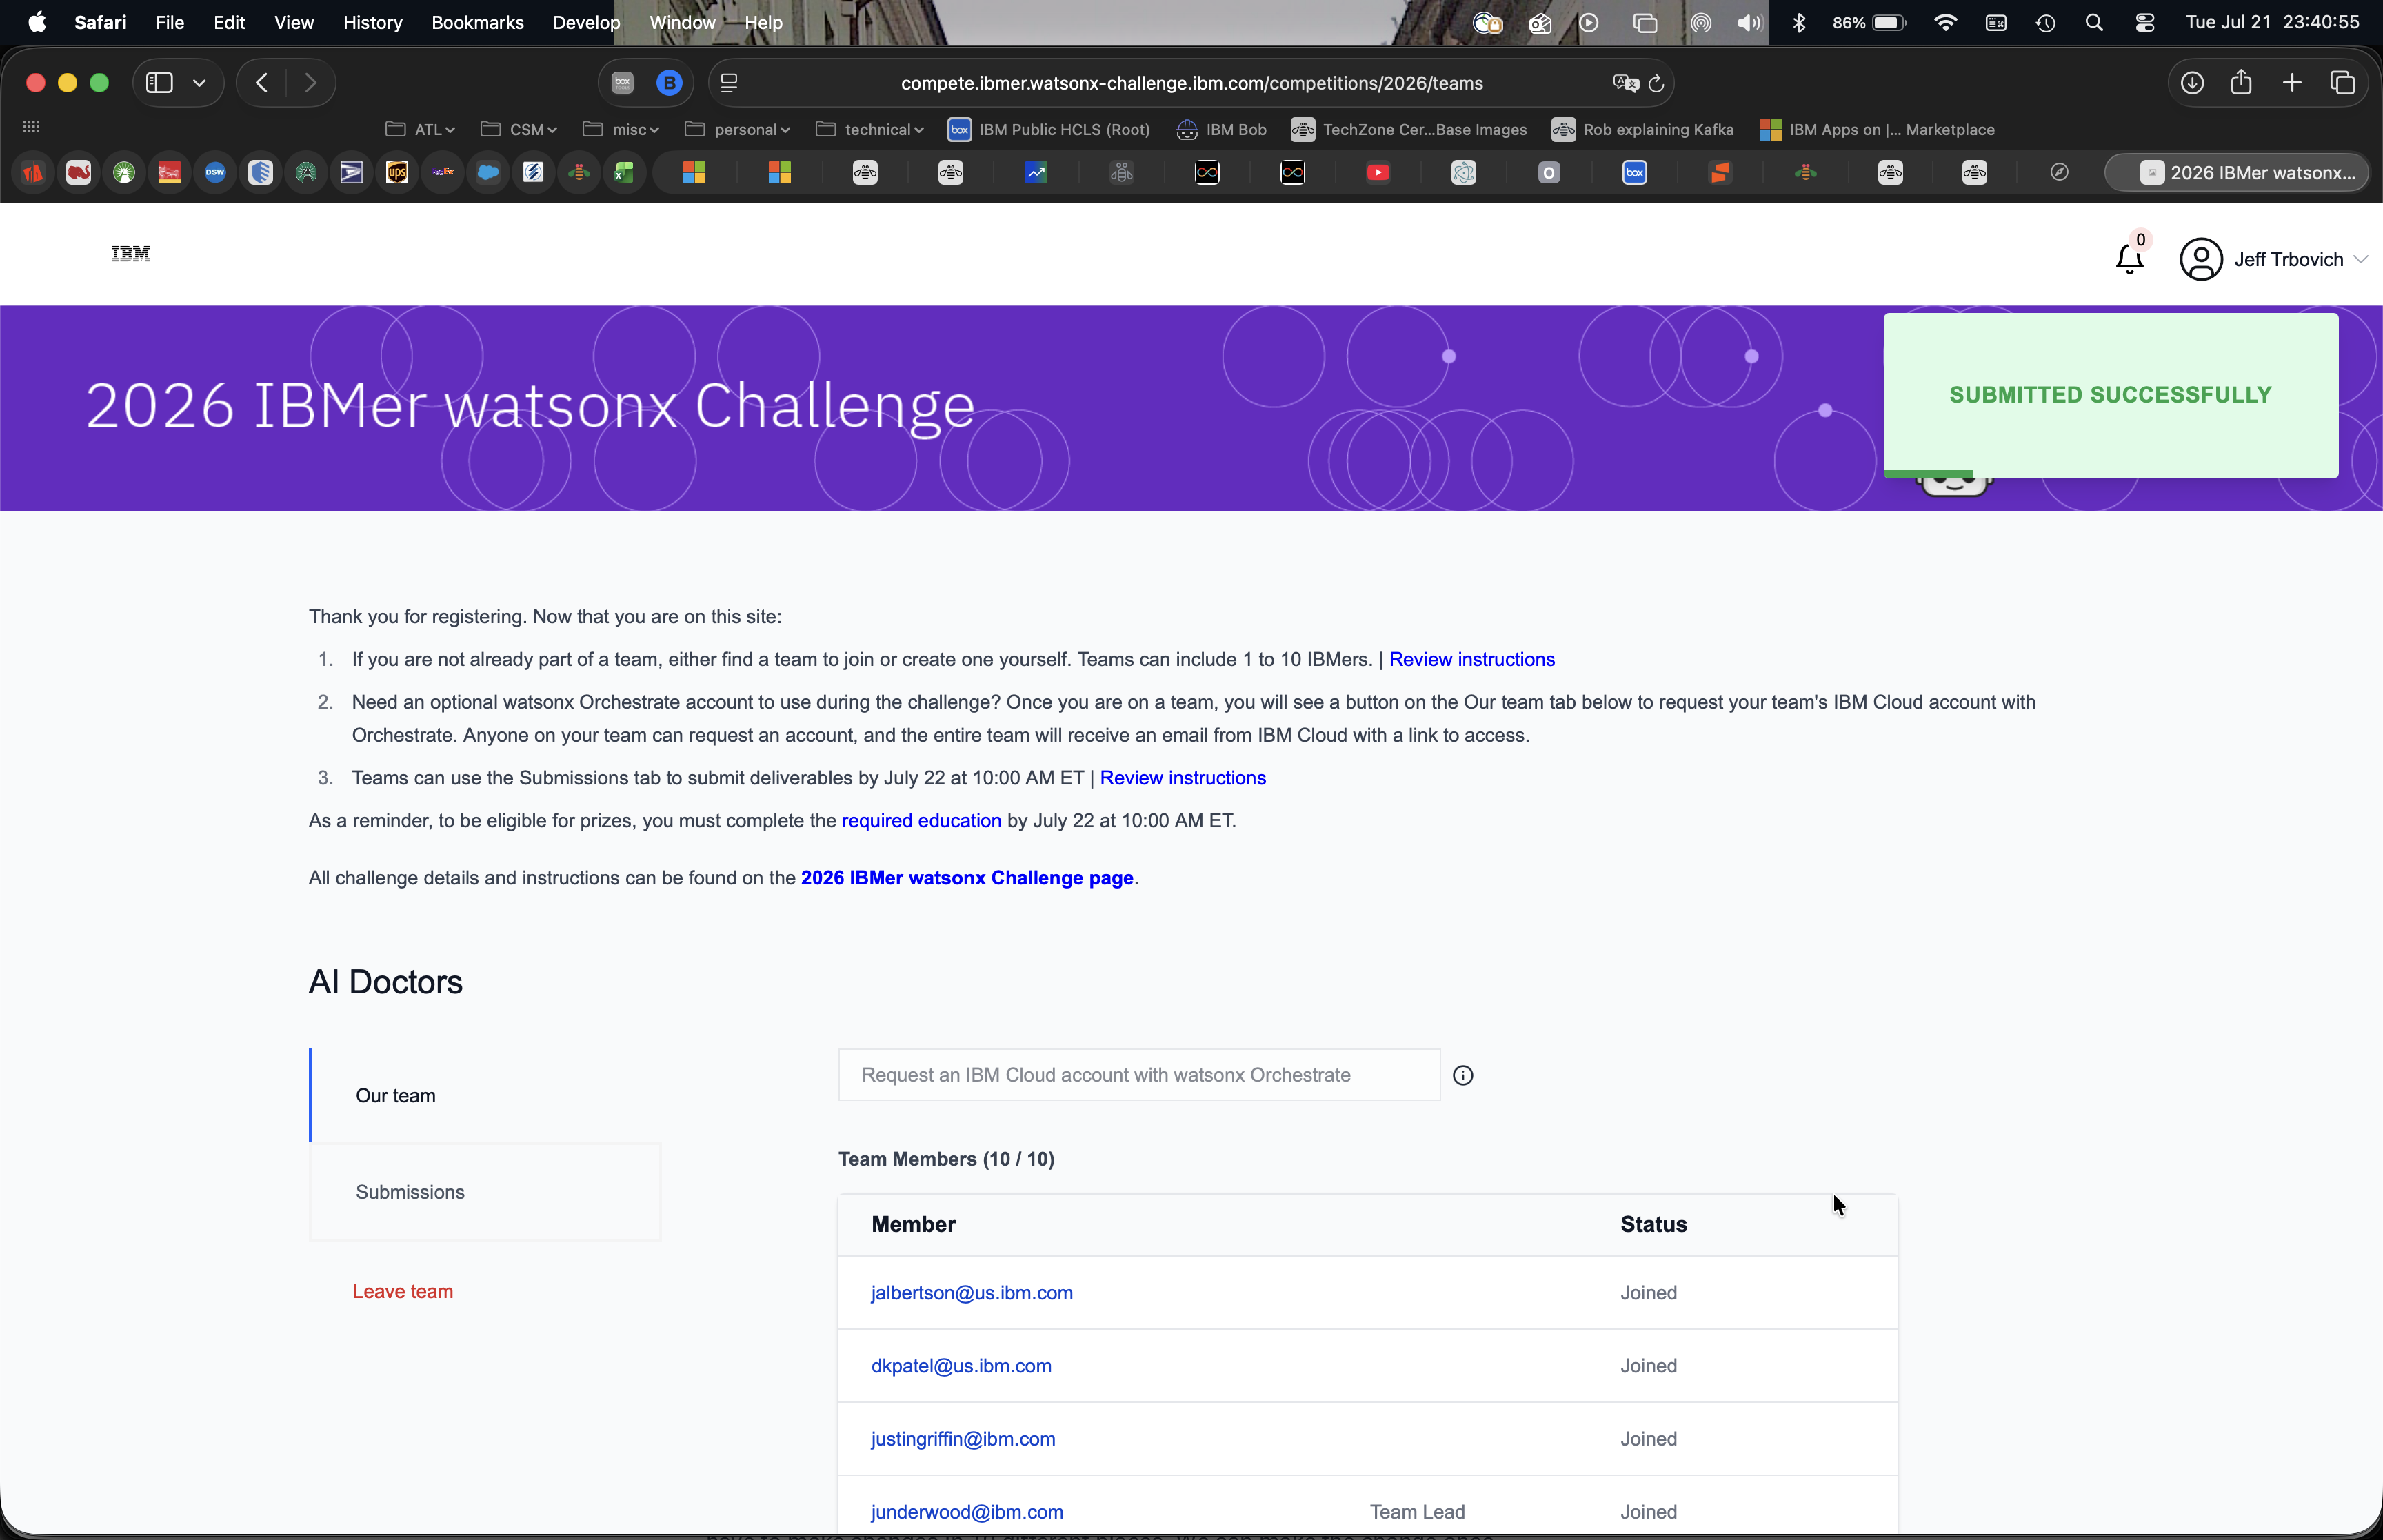 Safari File Edit View History Bookmarks Develop Window Help 86% Tue Jul 21 23:40:55
compete.ibmer.watsonx-challenge.ibm.com/competitions/2026/teams
ATL CSM misc personal technical IBM Public HCLS (Root) IBM Bob TechZone Cer...Base Images Rob explaining Kafka IBM Apps on |... Marketplace
2026 IBMer watsonx...
IBM
0
Jeff Trbovich
2026 IBMer watsonx Challenge
SUBMITTED SUCCESSFULLY
Thank you for registering. Now that you are on this site:
1. If you are not already part of a team, either find a team to join or create one yourself. Teams can include 1 to 10 IBMers. | Review instructions
2. Need an optional watsonx Orchestrate account to use during the challenge? Once you are on a team, you will see a button on the Our team tab below to request your team's IBM Cloud account with
Orchestrate. Anyone on your team can request an account, and the entire team will receive an email from IBM Cloud with a link to access.
3. Teams can use the Submissions tab to submit deliverables by July 22 at 10:00 AM ET | Review instructions
As a reminder, to be eligible for prizes, you must complete the required education by July 22 at 10:00 AM ET.
All challenge details and instructions can be found on the 2026 IBMer watsonx Challenge page.
AI Doctors
Our team
Submissions
Leave team
Request an IBM Cloud account with watsonx Orchestrate
Team Members (10 / 10)
Member Status
jalbertson@us.ibm.com Joined
dkpatel@us.ibm.com Joined
justingriffin@ibm.com Joined
junderwood@ibm.com Team Lead Joined